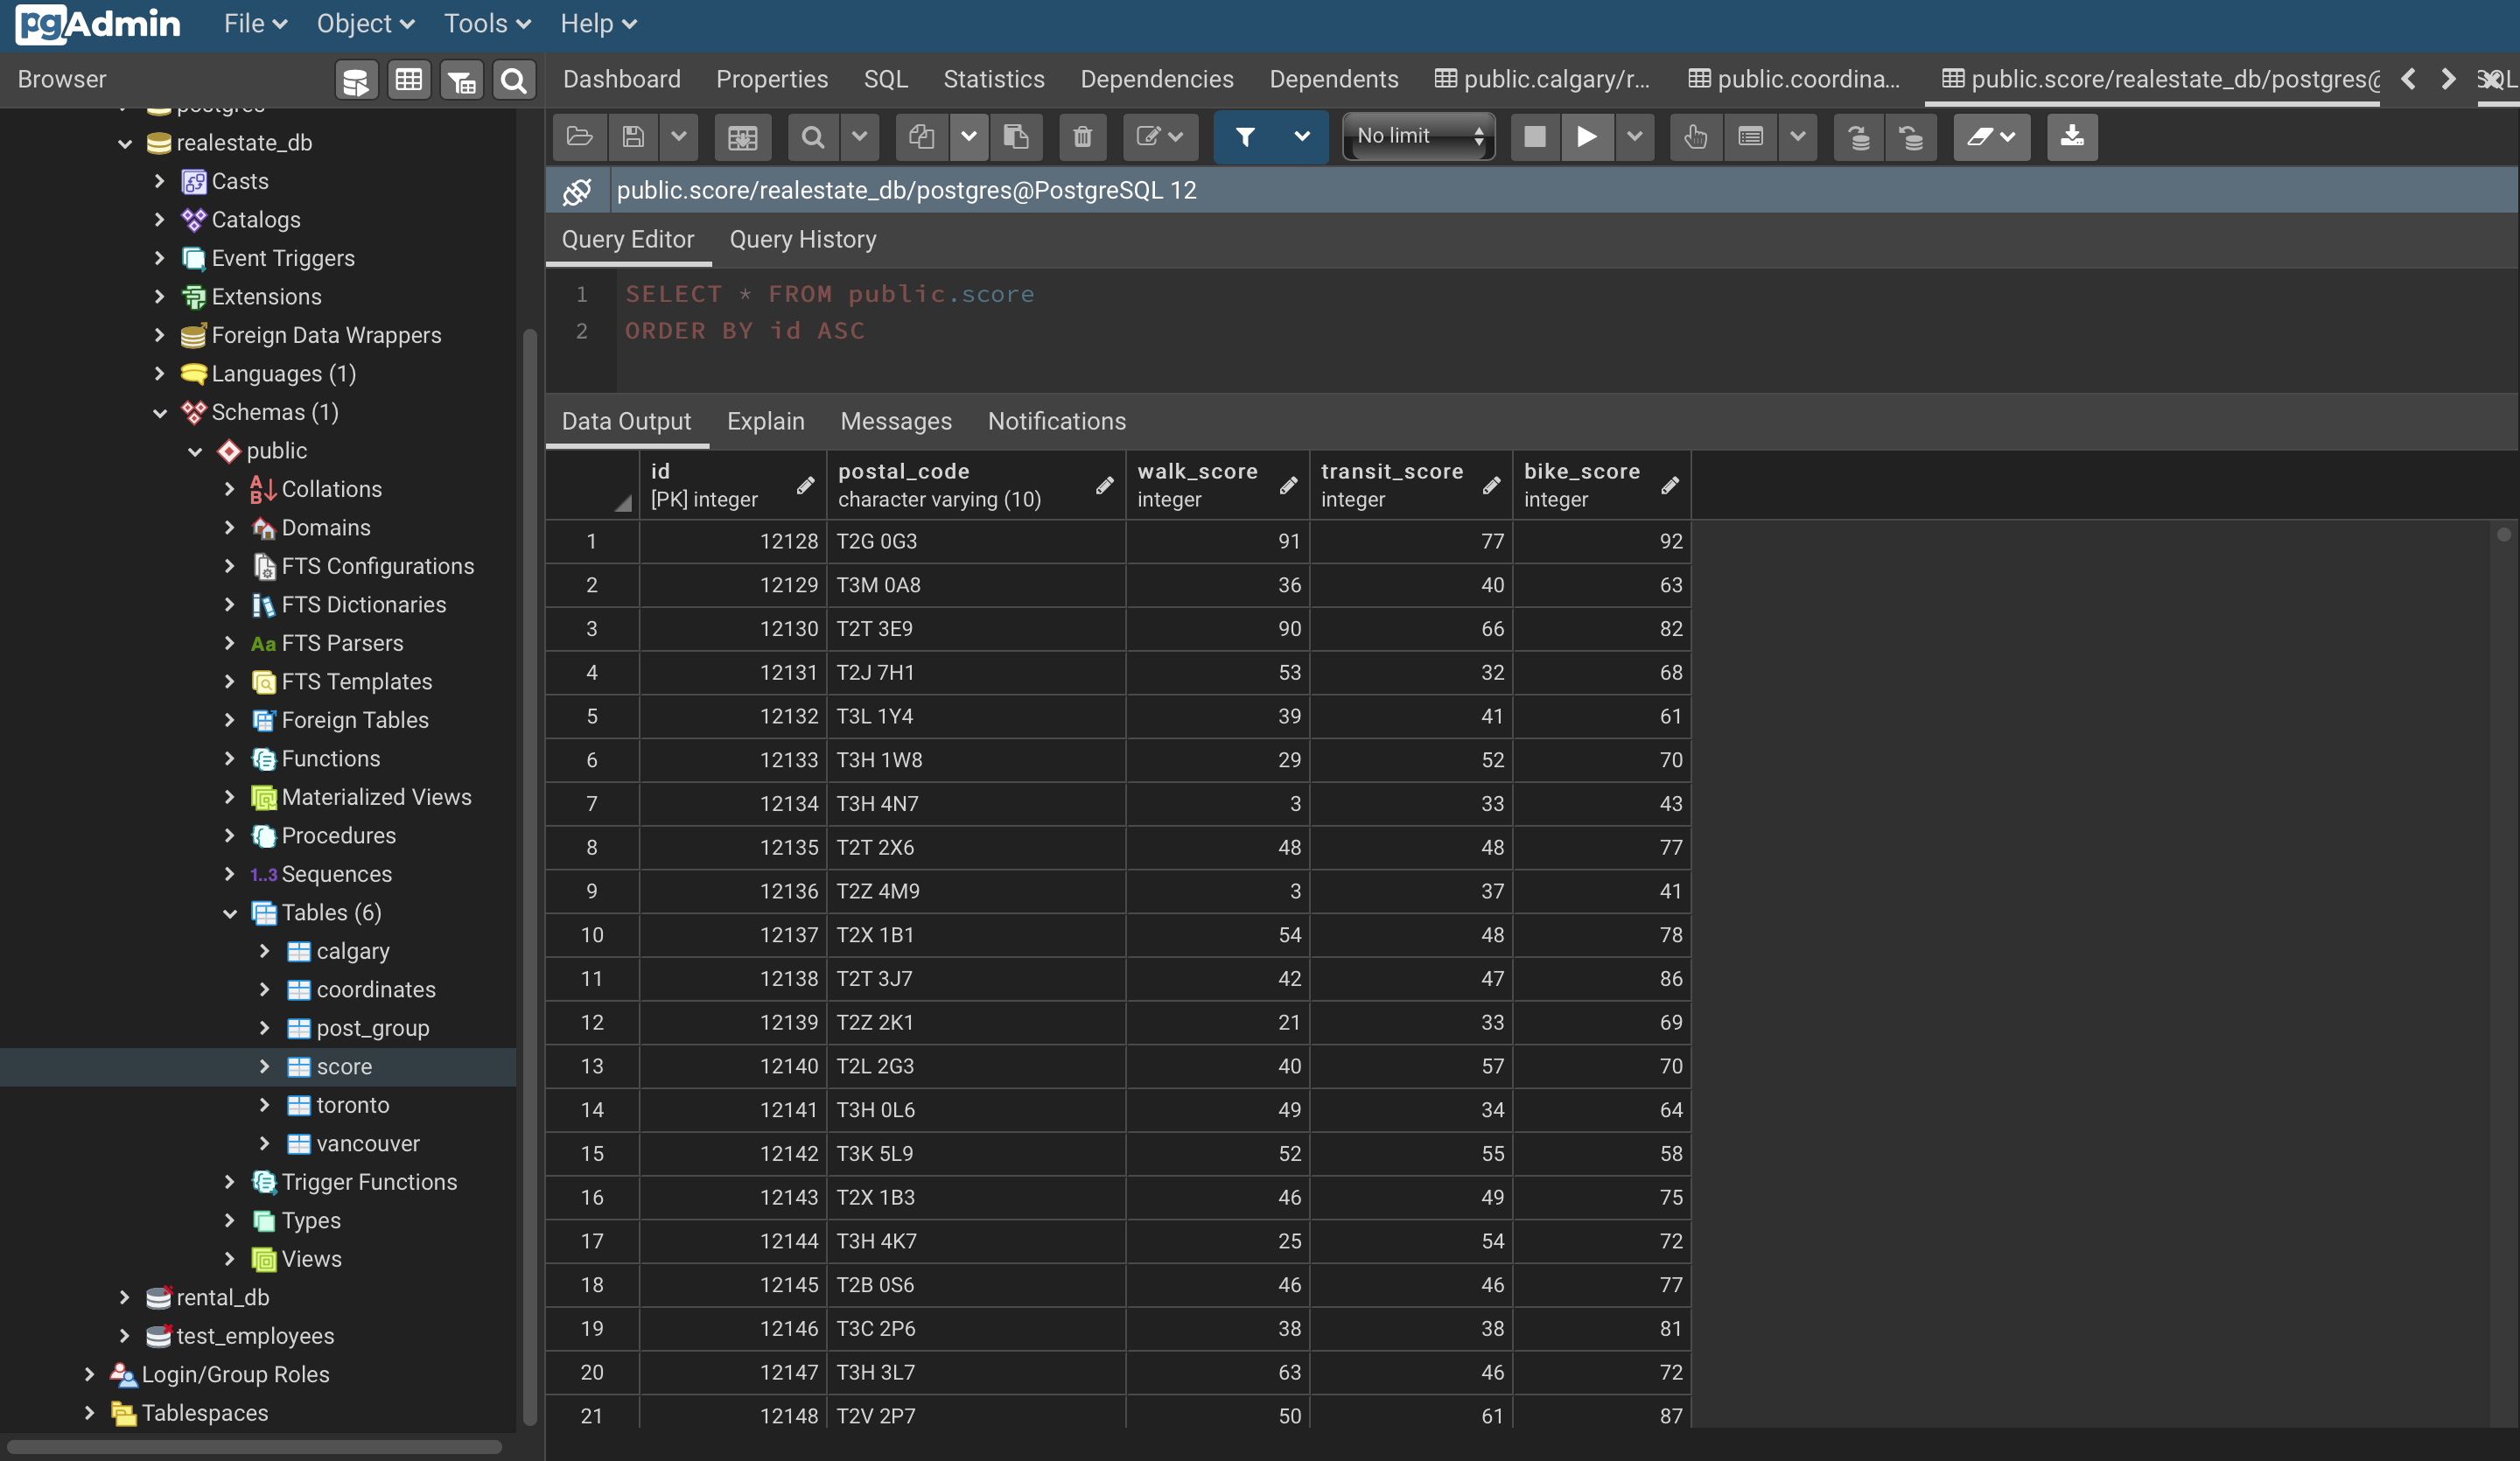 pgAdmin File Object Tools Help
Browser
Dashboard Properties SQL Statistics Dependencies Dependents public.calgary/r... public.coordina... public.score/realestate_db/postgres@
postgres
realestate_db
Casts
Catalogs
Event Triggers
Extensions
Foreign Data Wrappers
Languages (1)
Schemas (1)
public
Collations
Domains
FTS Configurations
FTS Dictionaries
Aa FTS Parsers
FTS Templates
Foreign Tables
Functions
Materialized Views
Procedures
1..3 Sequences
Tables (6)
calgary
coordinates
post_group
score
toronto
vancouver
Trigger Functions
Types
Views
rental_db
test_employees
Login/Group Roles
Tablespaces
No limit
public.score/realestate_db/postgres@PostgreSQL 12
Query Editor Query History
1 SELECT * FROM public.score
2 ORDER BY id ASC
Data Output Explain Messages Notifications
id postal_code walk_score transit_score bike_score
[PK] integer character varying (10) integer integer integer
1 12128 T2G 0G3 91 77 92
2 12129 T3M 0A8 36 40 63
3 12130 T2T 3E9 90 66 82
4 12131 T2J 7H1 53 32 68
5 12132 T3L 1Y4 39 41 61
6 12133 T3H 1W8 29 52 70
7 12134 T3H 4N7 3 33 43
8 12135 T2T 2X6 48 48 77
9 12136 T2Z 4M9 3 37 41
10 12137 T2X 1B1 54 48 78
11 12138 T2T 3J7 42 47 86
12 12139 T2Z 2K1 21 33 69
13 12140 T2L 2G3 40 57 70
14 12141 T3H 0L6 49 34 64
15 12142 T3K 5L9 52 55 58
16 12143 T2X 1B3 46 49 75
17 12144 T3H 4K7 25 54 72
18 12145 T2B 0S6 46 46 77
19 12146 T3C 2P6 38 38 81
20 12147 T3H 3L7 63 46 72
21 12148 T2V 2P7 50 61 87